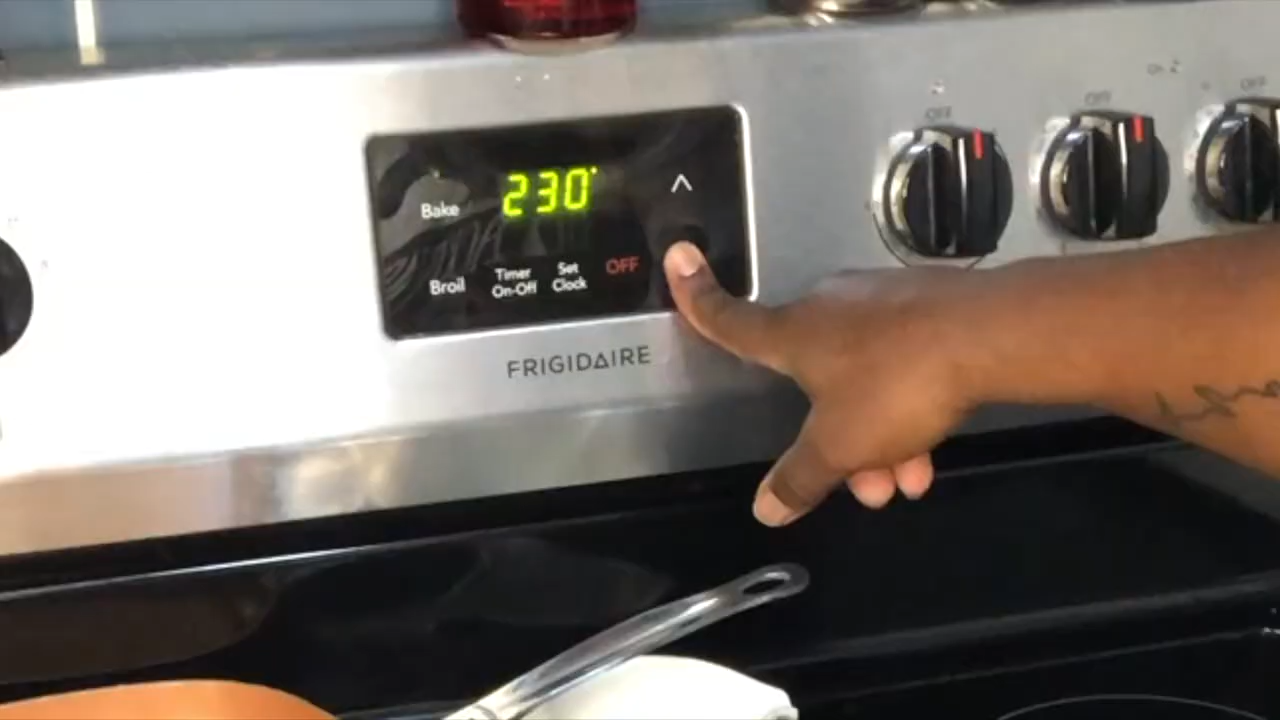 OFF
OFF
OFF
230°
Bake
Broil
Timer
On-Off
Set
Clock
OFF
FRIGIDAIRE